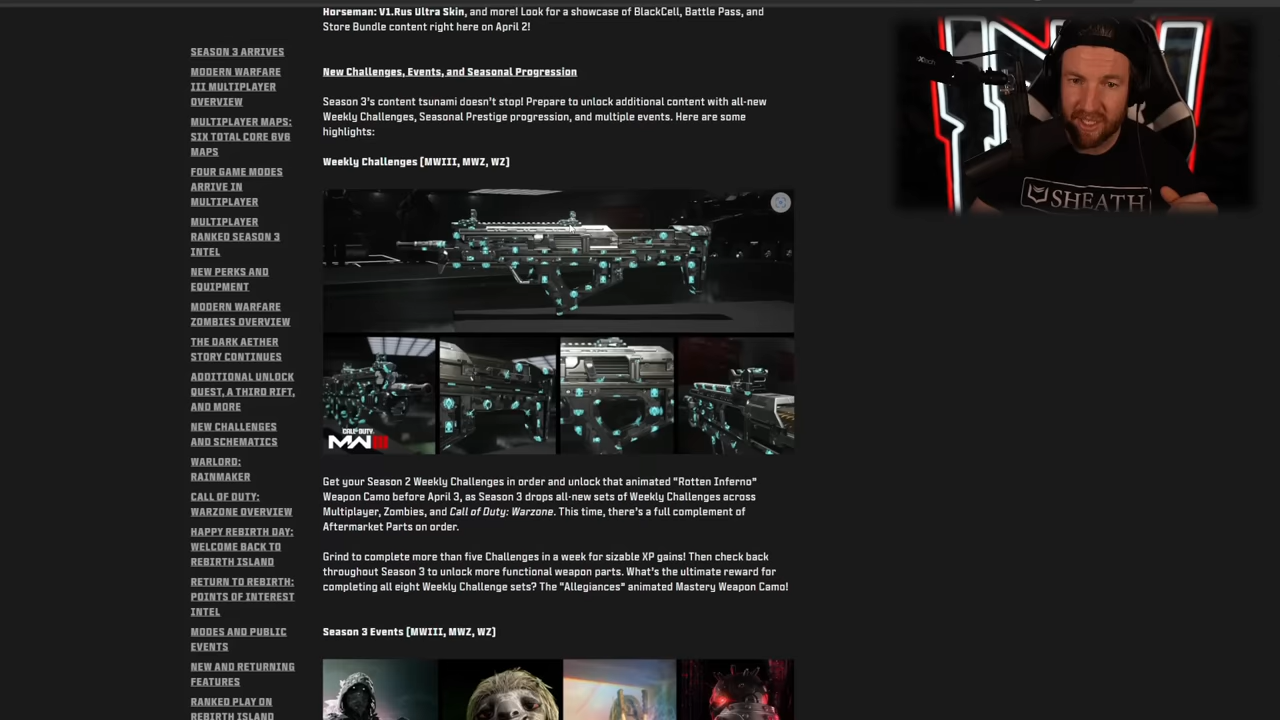 Horseman: V1.Rus Ultra Skin, and more! Look for a showcase of BlackCell, Battle Pass, and
Store Bundle content right here on April 2!
SEASON 3 ARRIVES
MODERN WARFARE
III MULTIPLAYER
OVERVIEW
MULTIPLAYER MAPS:
SIX TOTAL CORE 6V6
MAPS
FOUR GAME MODES
ARRIVE IN
MULTIPLAYER
MULTIPLAYER
RANKED SEASON 3
INTEL
NEW PERKS AND
EQUIPMENT
MODERN WARFARE
ZOMBIES OVERVIEW
THE DARK AETHER
STORY CONTINUES
ADDITIONAL UNLOCK
QUEST, A THIRD RIFT,
AND MORE
NEW CHALLENGES
AND SCHEMATICS
WARLORD:
RAINMAKER
CALL OF DUTY:
WARZONE OVERVIEW
HAPPY REBIRTH DAY:
WELCOME BACK TO
REBIRTH ISLAND
RETURN TO REBIRTH:
POINTS OF INTEREST
INTEL
MODES AND PUBLIC
EVENTS
NEW AND RETURNING
FEATURES
RANKED PLAY ON
REBIRTH ISLAND
New Challenges, Events, and Seasonal Progression
Season 3's content tsunami doesn't stop! Prepare to unlock additional content with all-new
Weekly Challenges, Seasonal Prestige progression, and multiple events. Here are some
highlights:
Weekly Challenges [MWIII, MWZ, WZ]
CALL OF DUTY
MWIII
Get your Season 2 Weekly Challenges in order and unlock that animated "Rotten Inferno"
Weapon Camo before April 3, as Season 3 drops all-new sets of Weekly Challenges across
Multiplayer, Zombies, and Call of Duty: Warzone. This time, there's a full complement of
Aftermarket Parts on order.
Grind to complete more than five Challenges in a week for sizable XP gains! Then check back
throughout Season 3 to unlock more functional weapon parts. What's the ultimate reward for
completing all eight Weekly Challenge sets? The "Allegiances" animated Mastery Weapon Camo!
Season 3 Events [MWIII, MWZ, WZ]
SHEATH